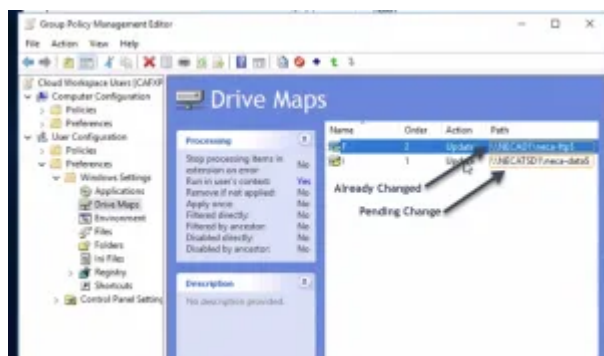 Group Policy Management Editor
File Action View Help
Cloud Workspace Users [CAFXP
Computer Configuration
Policies
Preferences
User Configuration
Policies
Preferences
Windows Settings
Applications
Drive Maps
Environment
Files
Folders
Ini Files
Registry
Shortcuts
Control Panel Setting
Drive Maps
Processing
Stop processing items in extension on error No
Run in user's context Yes
Remove if not applied No
Apply once No
Filtered directly No
Filtered by ancestor No
Disabled directly No
Disabled by ancestor No
Description
No description provided.
Name Order Action Path
2 Update
1 Update
Already Changed
Pending Change